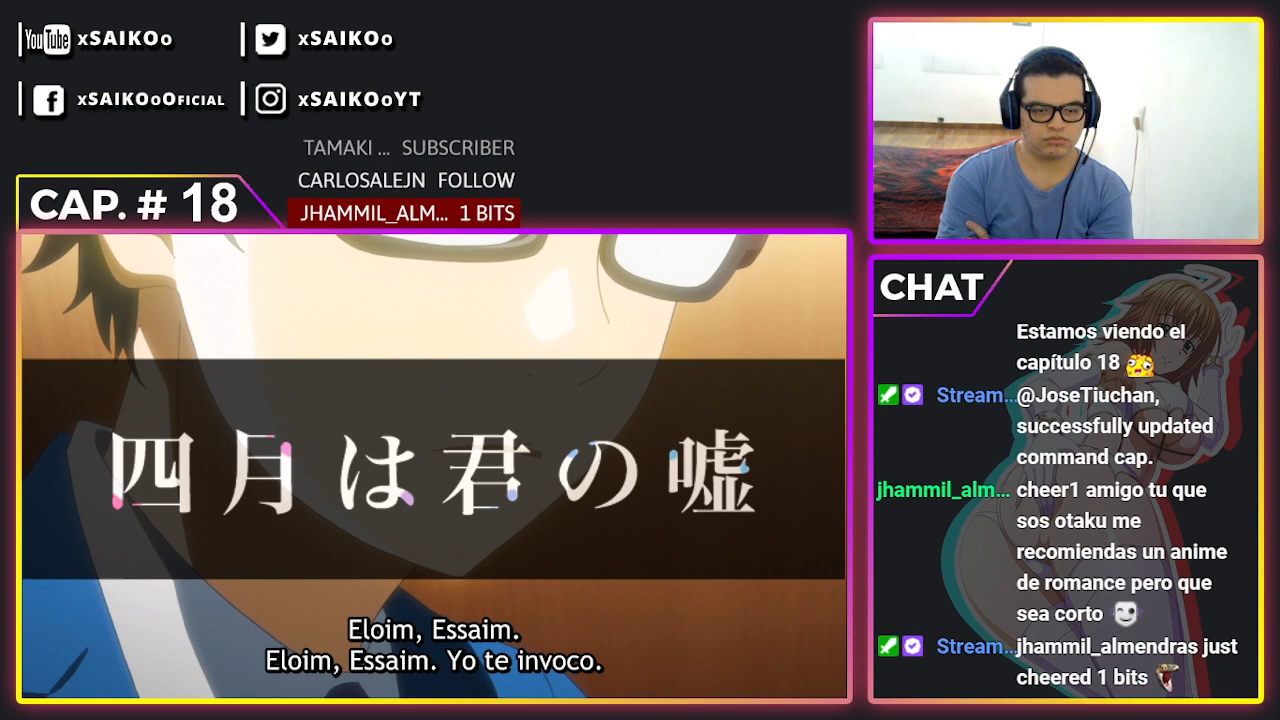 YouTube xSAIKOo
xSAIKOo
xSAIKOoOficial
xSAIKOoYT
TAMAKI ... SUBSCRIBER
CARLOSALEJN FOLLOW
JHAMMIL_ALM... 1 BITS
CAP. # 18
四月は君の嘘
Eloim, Essaim.
Eloim, Essaim. Yo te invoco.
CHAT
Estamos viendo el
capítulo 18
Stream... @JoseTiuchan,
successfully updated
command cap.
jhammil_alm... cheer1 amigo tu que
sos otaku me
recomiendas un anime
de romance pero que
sea corto
Stream... jhammil_almendras just
cheered 1 bits